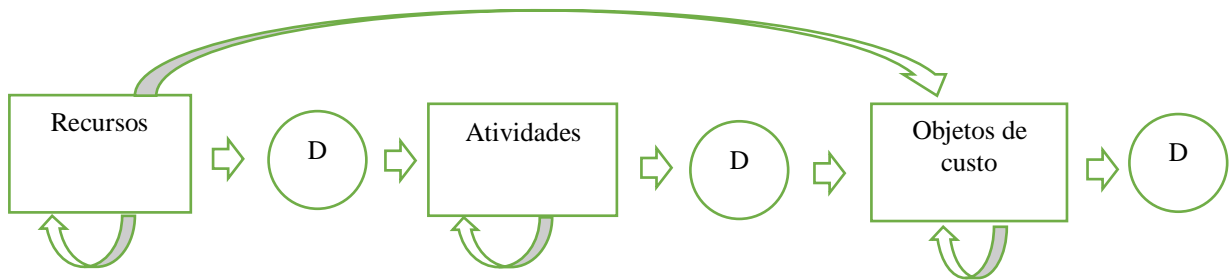 Recursos
D
Atividades
D
Objetos de
custo
D